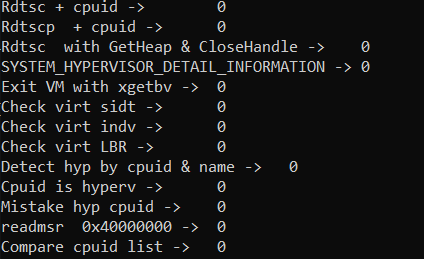 Rdtsc + cpuid -> 0
Rdtscp  + cpuid -> 0
Rdtsc  with GetHeap & CloseHandle -> 0
SYSTEM_HYPERVISOR_DETAIL_INFORMATION -> 0
Exit VM with xgetbv -> 0
Check virt sidt -> 0
Check virt indv -> 0
Check virt LBR -> 0
Detect hyp by cpuid & name -> 0
Cpuid is hyperv -> 0
Mistake hyp cpuid -> 0
readmsr  0x40000000 -> 0
Compare cpuid list -> 0